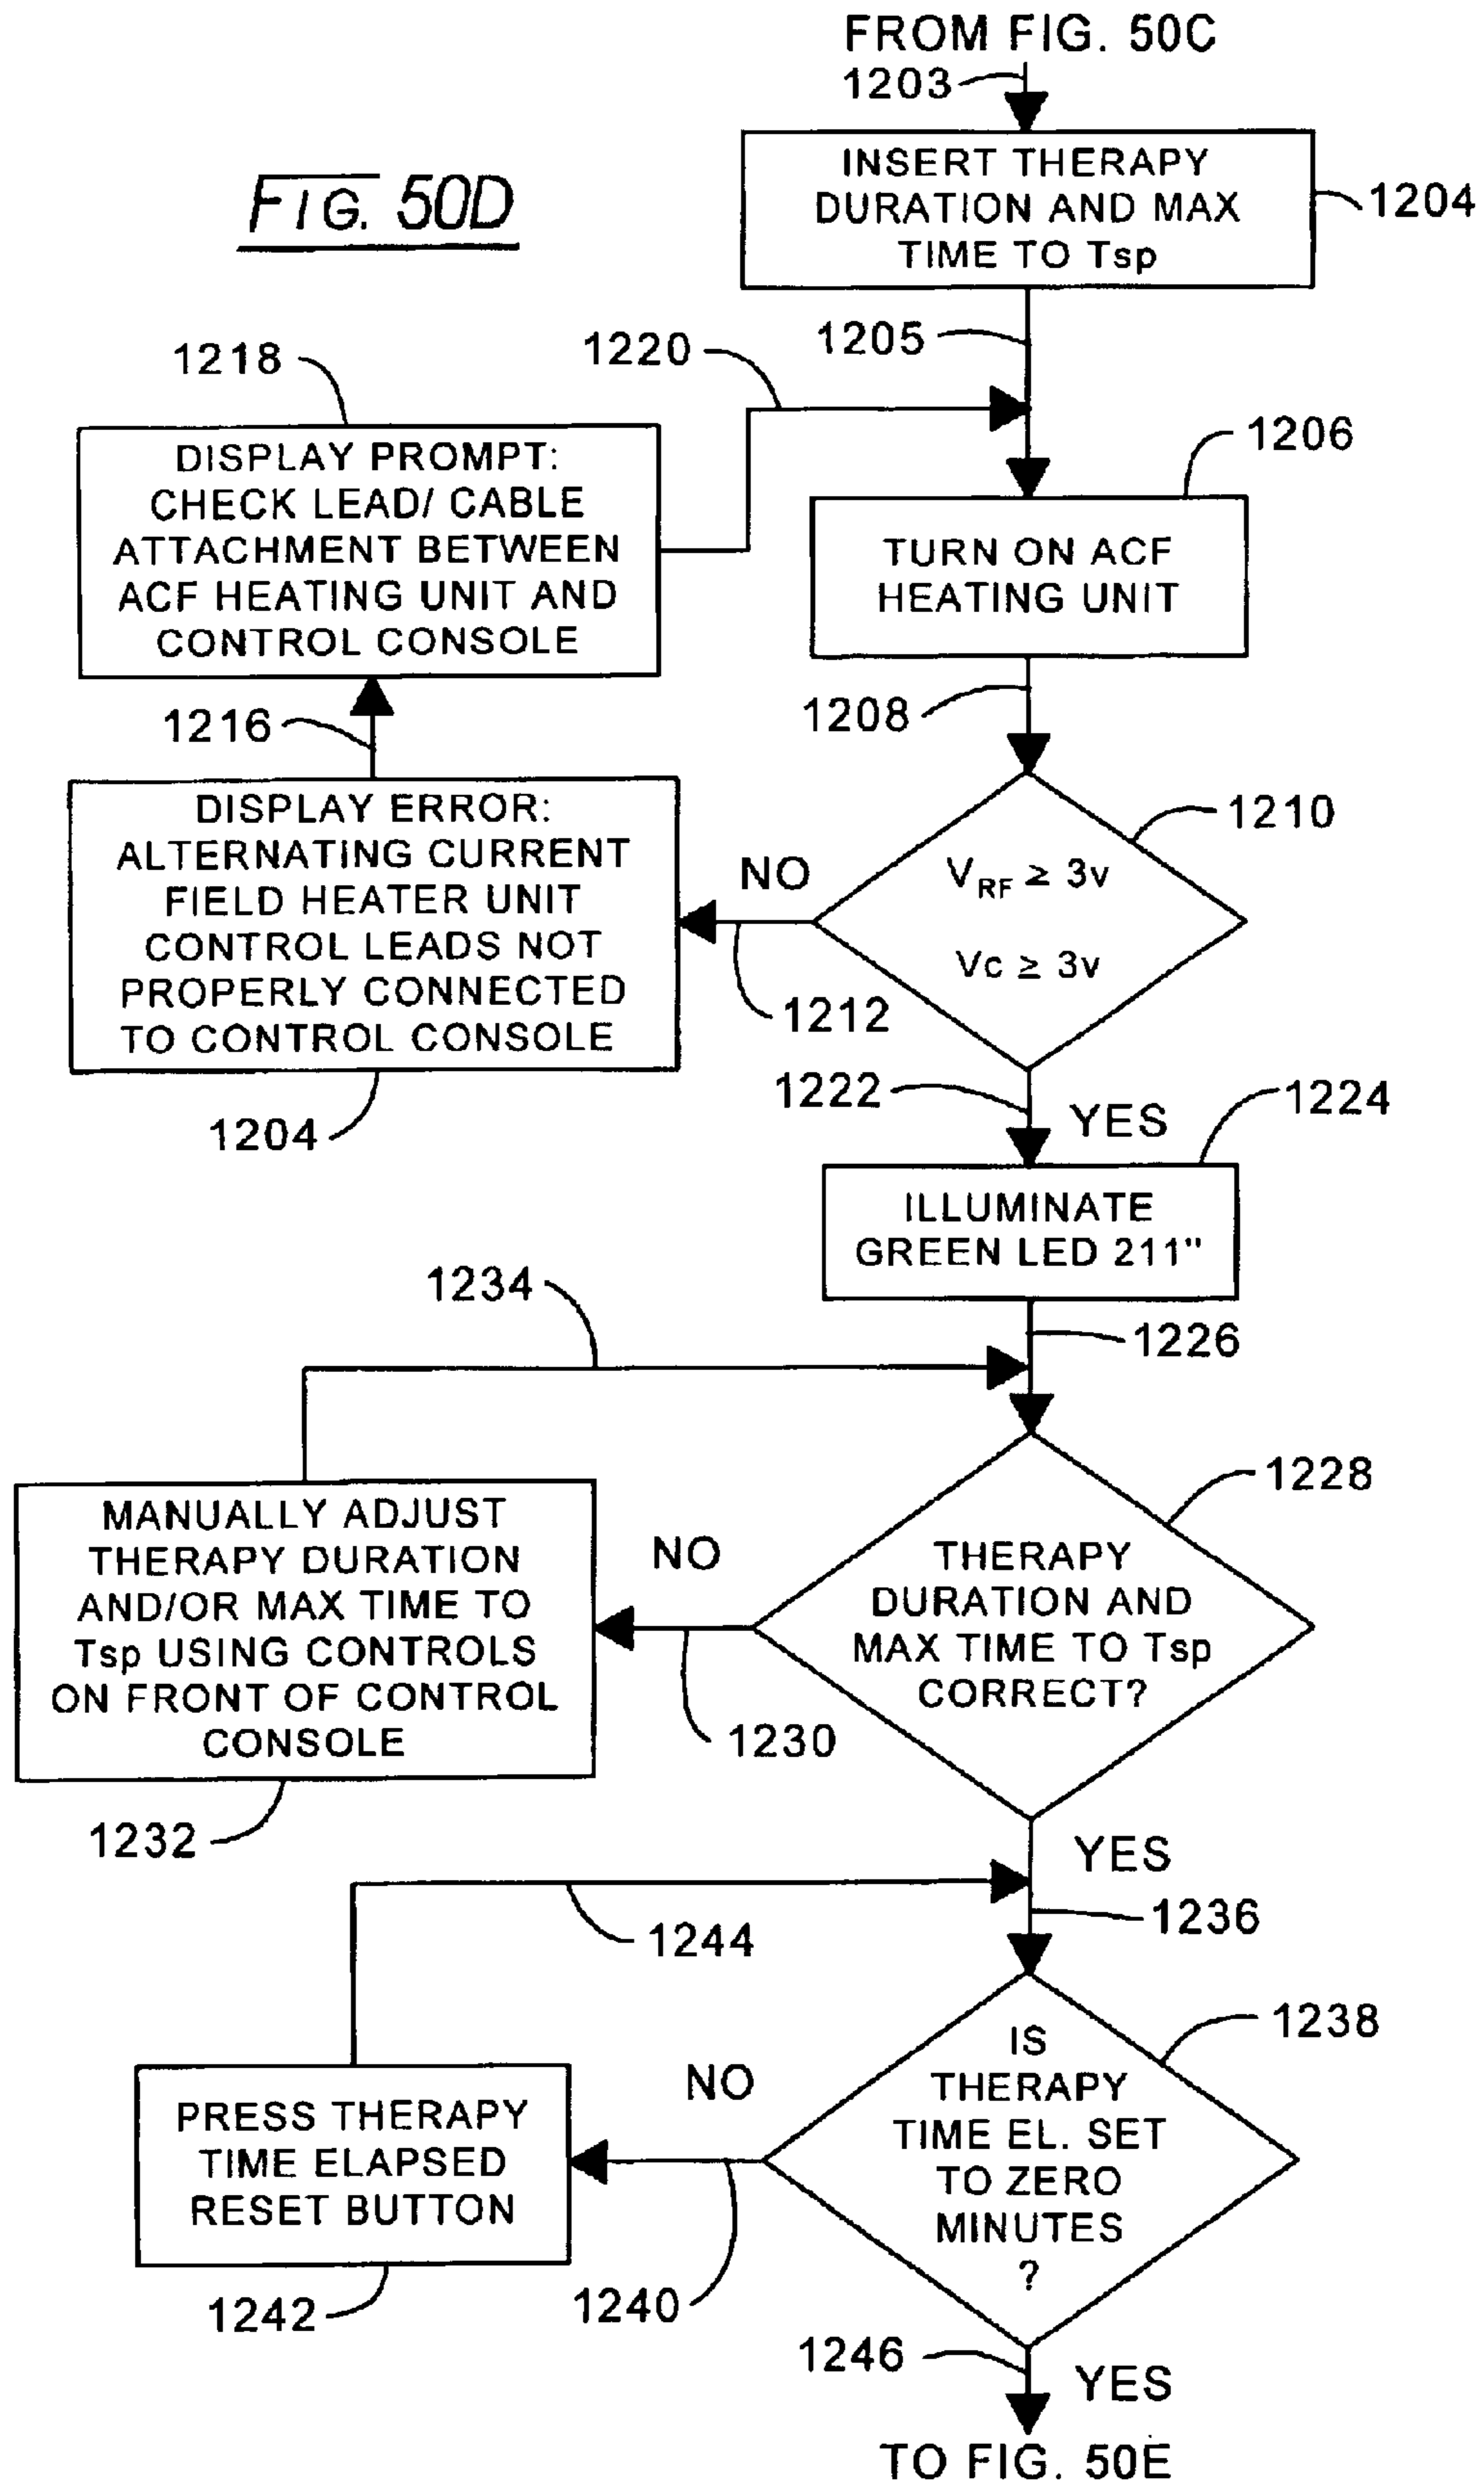 FROM FIG. 50C
1203
FIG. 50D
INSERT THERAPY
DURATION AND MAX
TIME TO Tsp
1204
1205
1220
1218
DISPLAY PROMPT:
CHECK LEAD/ CABLE
ATTACHMENT BETWEEN
ACF HEATING UNIT AND
CONTROL CONSOLE
1206
TURN ON ACF
HEATING UNIT
1216
1208
DISPLAY ERROR:
ALTERNATING CURRENT
FIELD HEATER UNIT
CONTROL LEADS NOT
PROPERLY CONNECTED
TO CONTROL CONSOLE
1204
NO
1212
VRF ≥ 3v
Vc ≥ 3v
1210
1222
YES
1224
ILLUMINATE
GREEN LED 211"
1234
1226
MANUALLY ADJUST
THERAPY DURATION
AND/OR MAX TIME TO
Tsp USING CONTROLS
ON FRONT OF CONTROL
CONSOLE
1232
NO
1230
THERAPY
DURATION AND
MAX TIME TO Tsp
CORRECT?
1228
YES
1244
1236
PRESS THERAPY
TIME ELAPSED
RESET BUTTON
1242
NO
1240
IS
THERAPY
TIME EL. SET
TO ZERO
MINUTES
?
1238
1246
YES
TO FIG. 50E